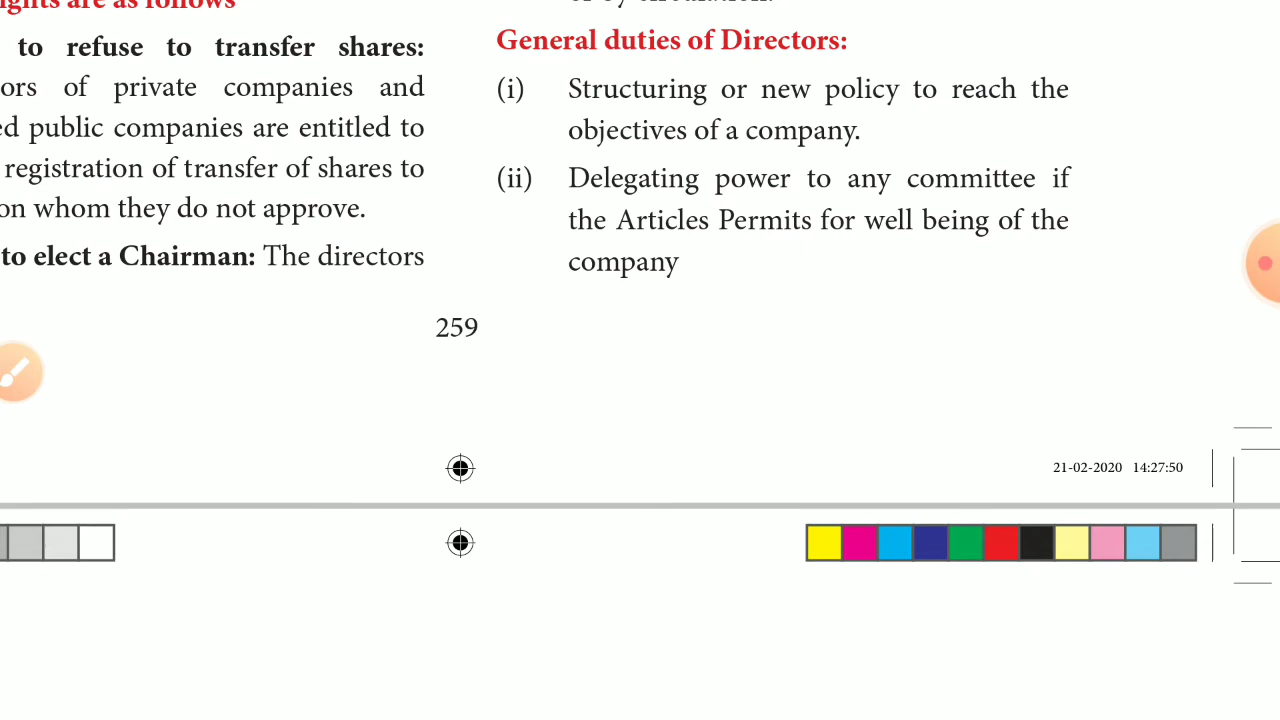 to refuse to transfer shares:
of private companies and
public companies are entitled to
registration of transfer of shares to
whom they do not approve.
to elect a Chairman: The directors
General duties of Directors:
(i) Structuring or new policy to reach the
objectives of a company.
(ii) Delegating power to any committee if
the Articles Permits for well being of the
company
259
21-02-2020 14:27:50